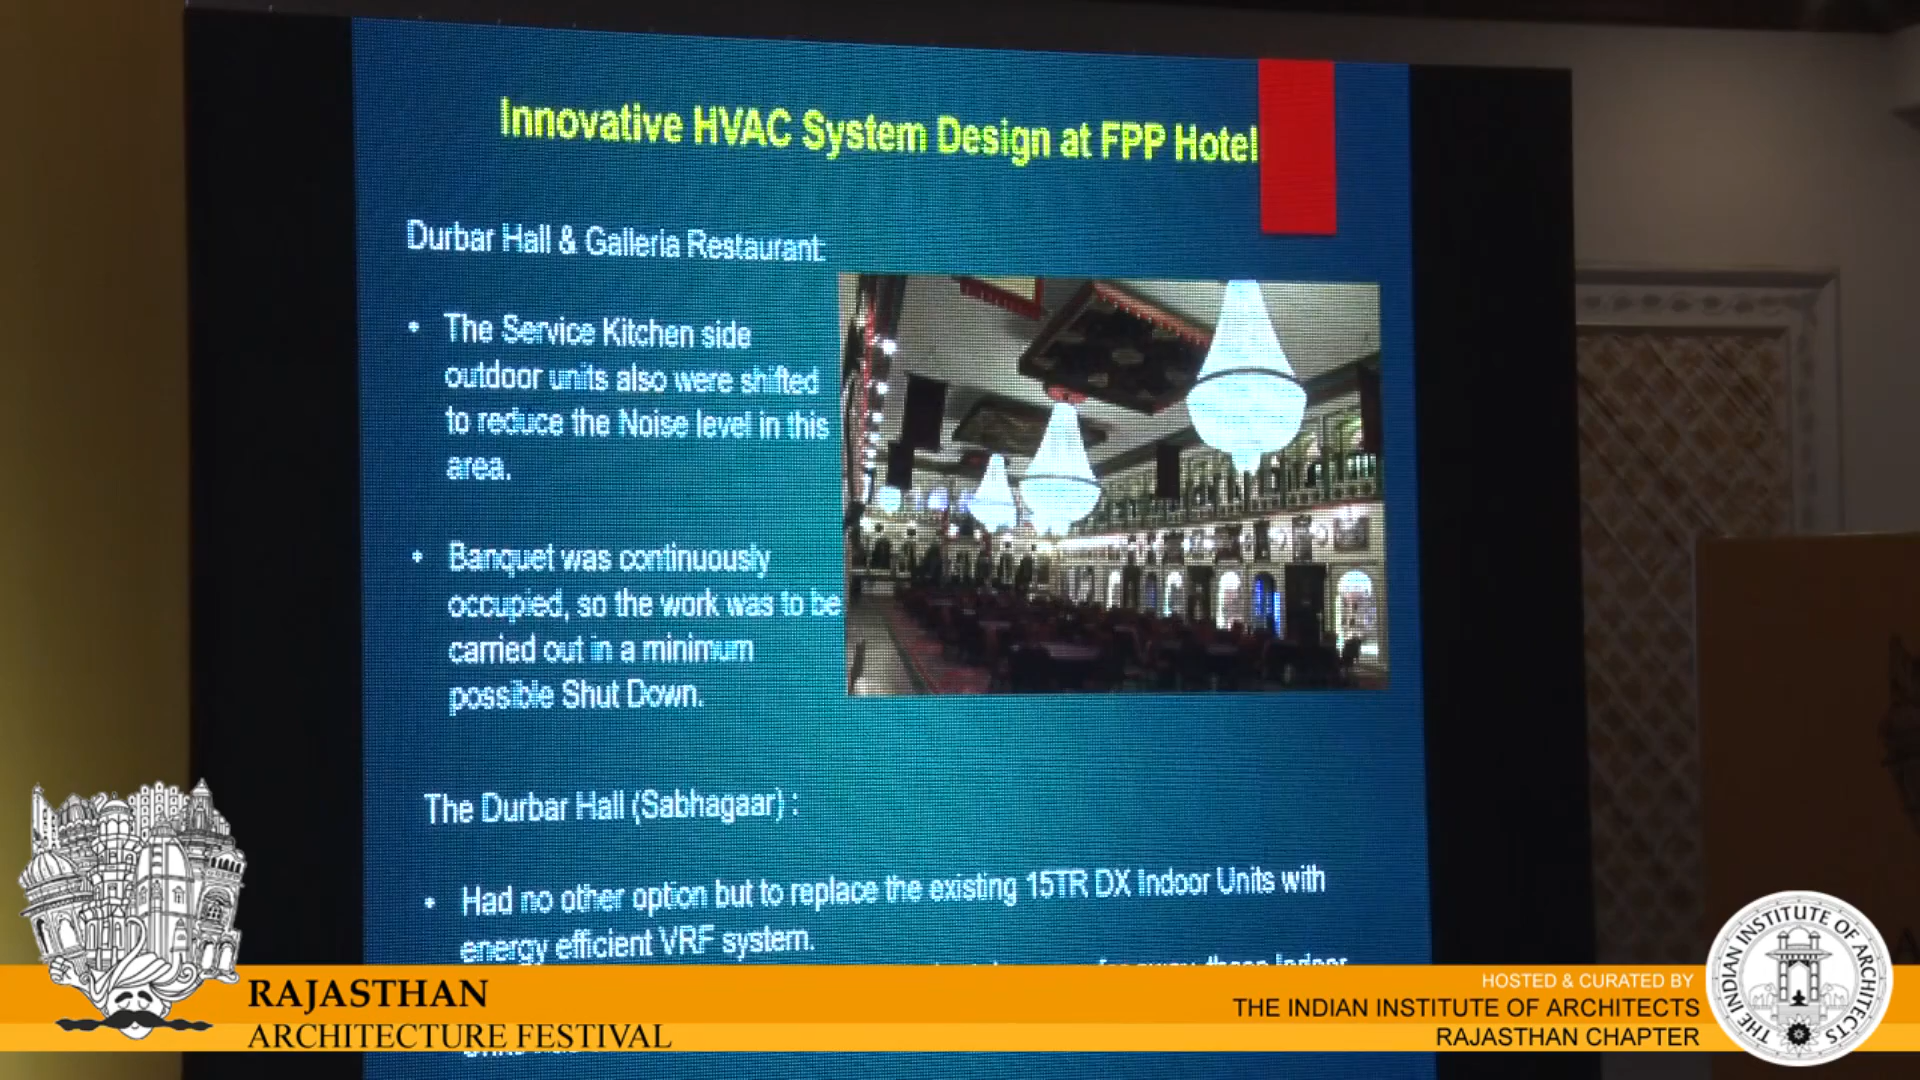 Innovative HVAC System Design at FPP Hotel
Durbar Hall & Galleria Restaurant:
• The Service Kitchen side
outdoor units also were shifted
to reduce the Noise level in this
area.
• Banquet was continuously
occupied, so the work was to be
carried out in a minimum
possible Shut Down.
The Durbar Hall (Sabhagaar) :
• Had no other option but to replace the existing 15TR DX Indoor Units with
energy efficient VRF system.
these Indoor
RAJASTHAN
ARCHITECTURE FESTIVAL
HOSTED & CURATED BY
THE INDIAN INSTITUTE OF ARCHITECTS
RAJASTHAN CHAPTER
THE INDIAN INSTITUTE OF ARCHITECTS